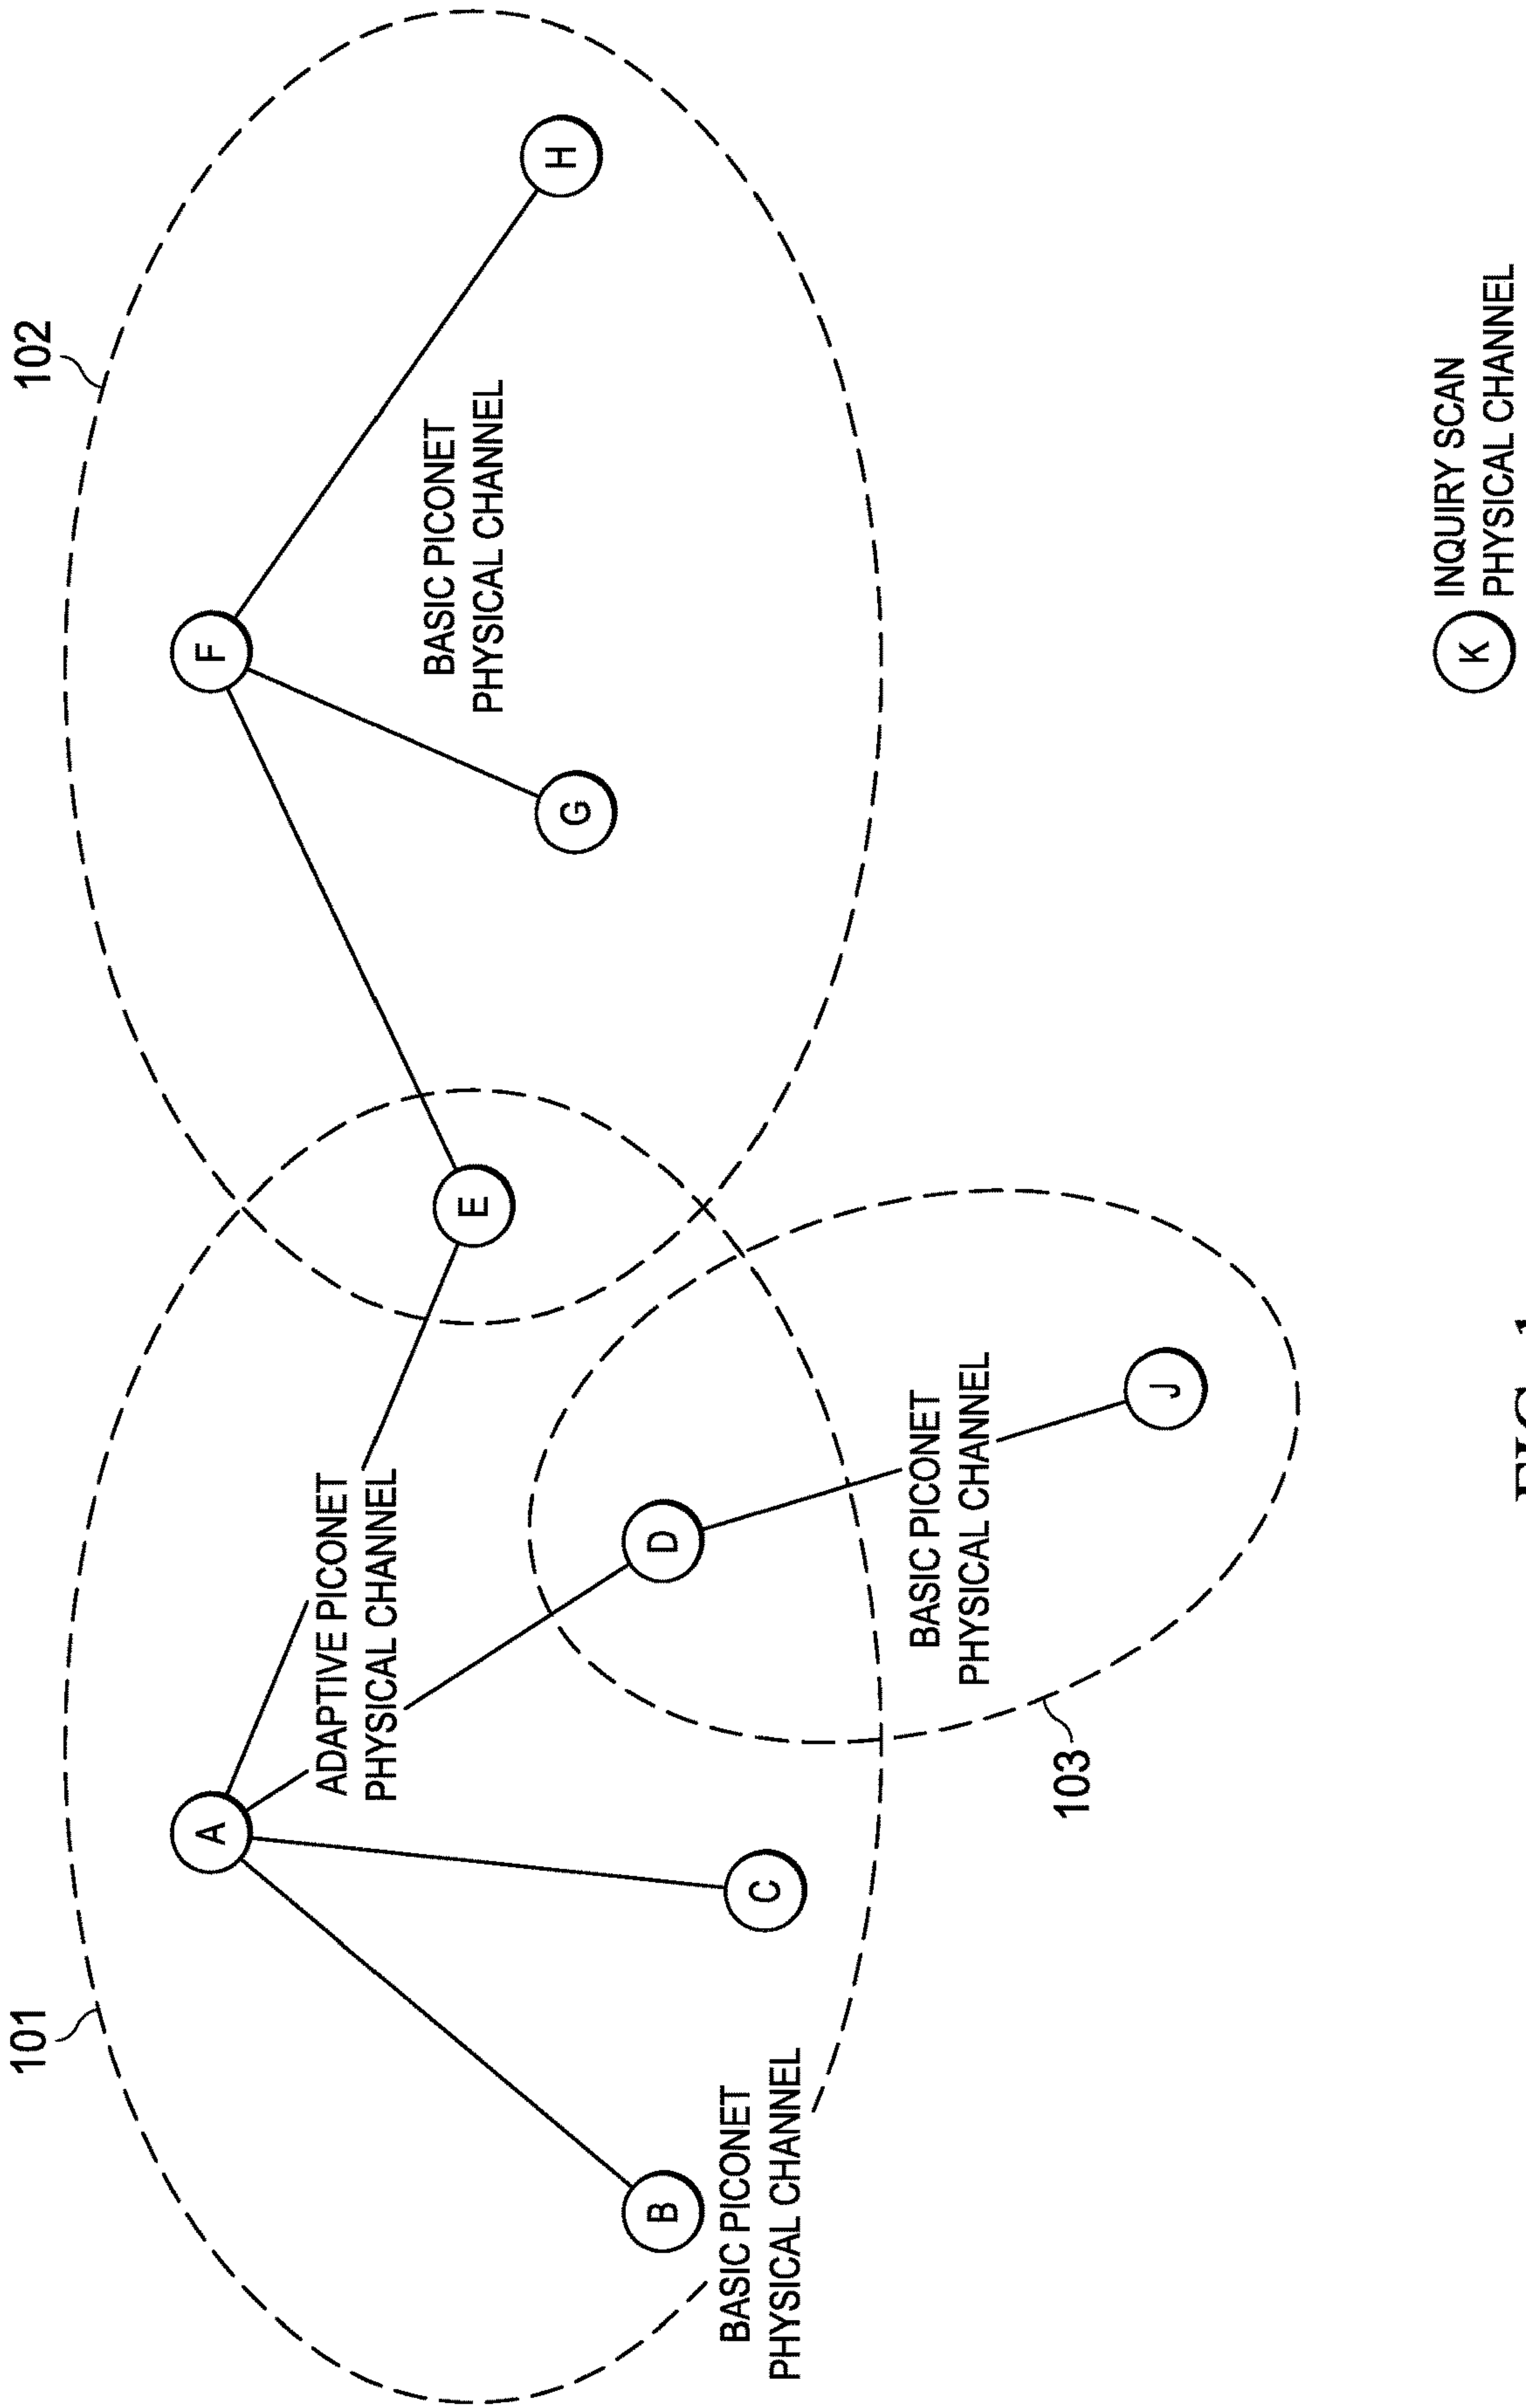 101
102
A
F
ADAPTIVE PICONET
PHYSICAL CHANNEL
E
BASIC PICONET
PHYSICAL CHANNEL
H
G
B
D
C
BASIC PICONET
PHYSICAL CHANNEL
BASIC PICONET
PHYSICAL CHANNEL
J
103
K
INQUIRY SCAN
PHYSICAL CHANNEL